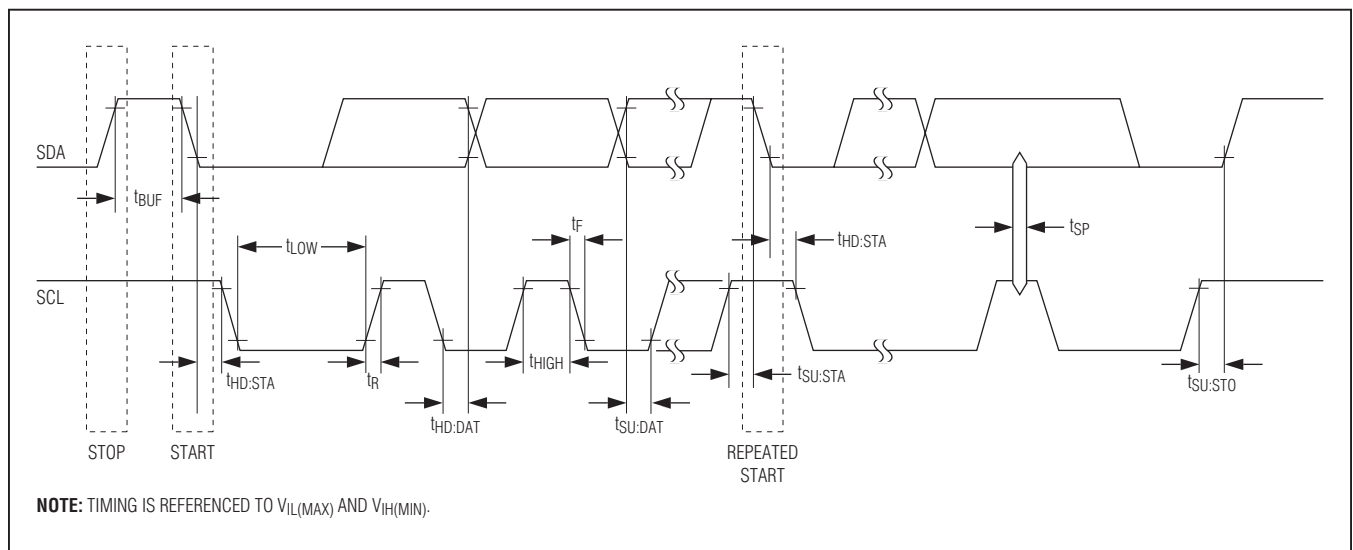 SDA
tBUF
tLOW
tF
tHD:STA
tSP
SCL
tHD:STA
tR
tHIGH
tSU:STA
tSU:STO
tHD:DAT
tSU:DAT
STOP
START
REPEATED
START
NOTE: TIMING IS REFERENCED TO VIL(MAX) AND VIH(MIN).